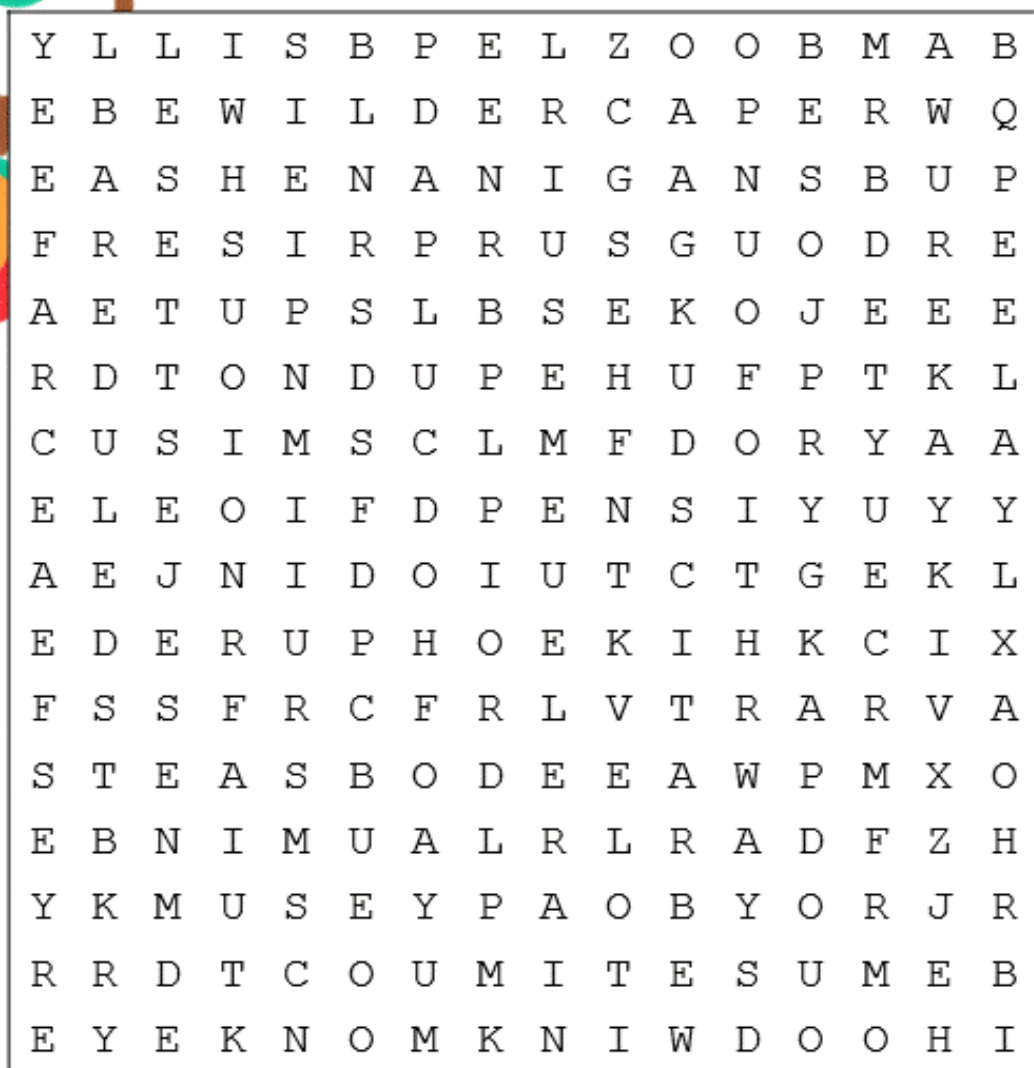 Y L L I S B P E L Z O O B M A B
E B E W I L D E R C A P E R W Q
E A S H E N A N I G A N S B U P
F R E S I R P R U S G U O D R E
A E T U P S L B S E K O J E E E
R D T O N D U P E H U F P T K L
C U S I M S C L M F D O R Y A A
E L E O I F D P E N S I Y U Y Y
A E J N I D O I U T C T G E K L
E D E R U P H O E K I H K C I X
F S S F R C F R L V T R A R V A
S T E A S B O D E E A W P M X O
E B N I M U A L R L R A D F Z H
Y K M U S E Y P A O B Y O R J R
R R D T C O U M I T E S U M E B
E Y E K N O M K N I W D O O H I